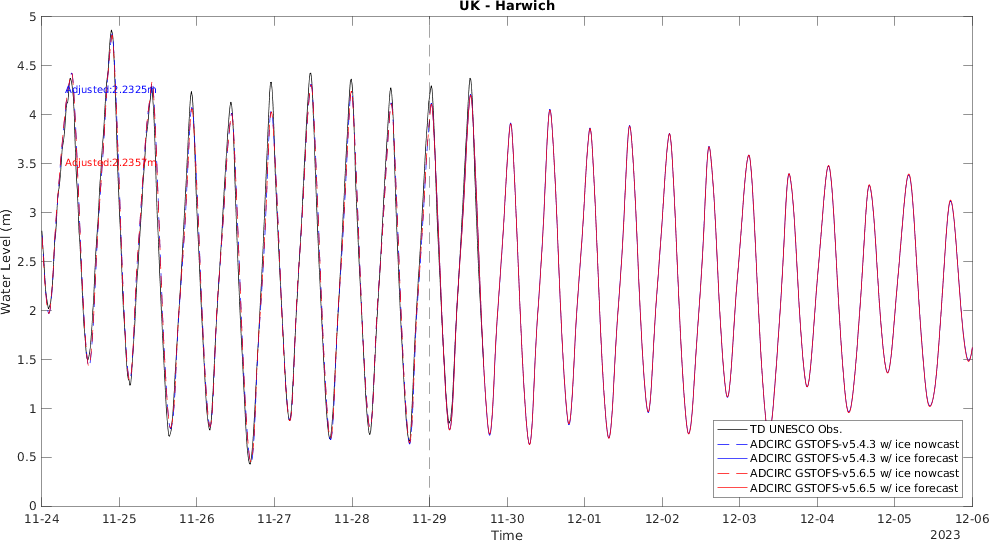 UK - Harwich
5
4.5
4
3.5
3
2.5
2
1.5
1
0.5
0
Water Level (m)
Adjusted:2.2325m
Adjusted:2.2357m
TD UNESCO Obs.
ADCIRC GSTOFS-v5.4.3 w/ ice nowcast
ADCIRC GSTOFS-v5.4.3 w/ ice forecast
ADCIRC GSTOFS-v5.6.5 w/ ice nowcast
ADCIRC GSTOFS-v5.6.5 w/ ice forecast
11-24 11-25 11-26 11-27 11-28 11-29 11-30 12-01 12-02 12-03 12-04 12-05 12-06
Time
2023